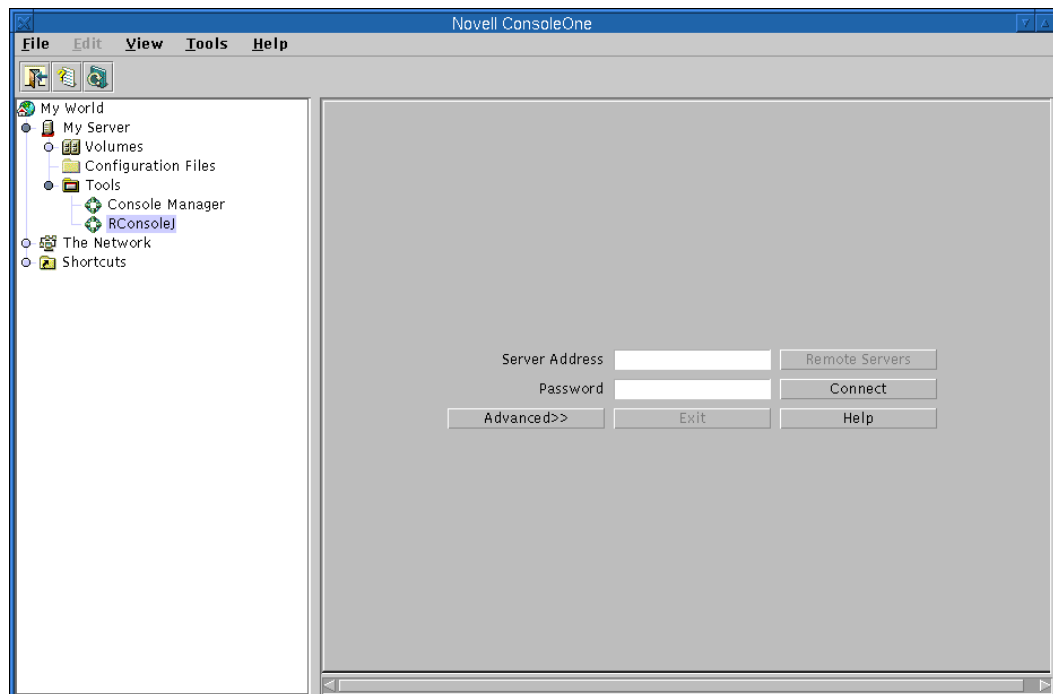 Novell ConsoleOne
File Edit View Tools Help
My World
My Server
Volumes
Configuration Files
Tools
Console Manager
RConsoleJ
The Network
Shortcuts
Server Address Remote Servers
Password Connect
Advanced>> Exit Help